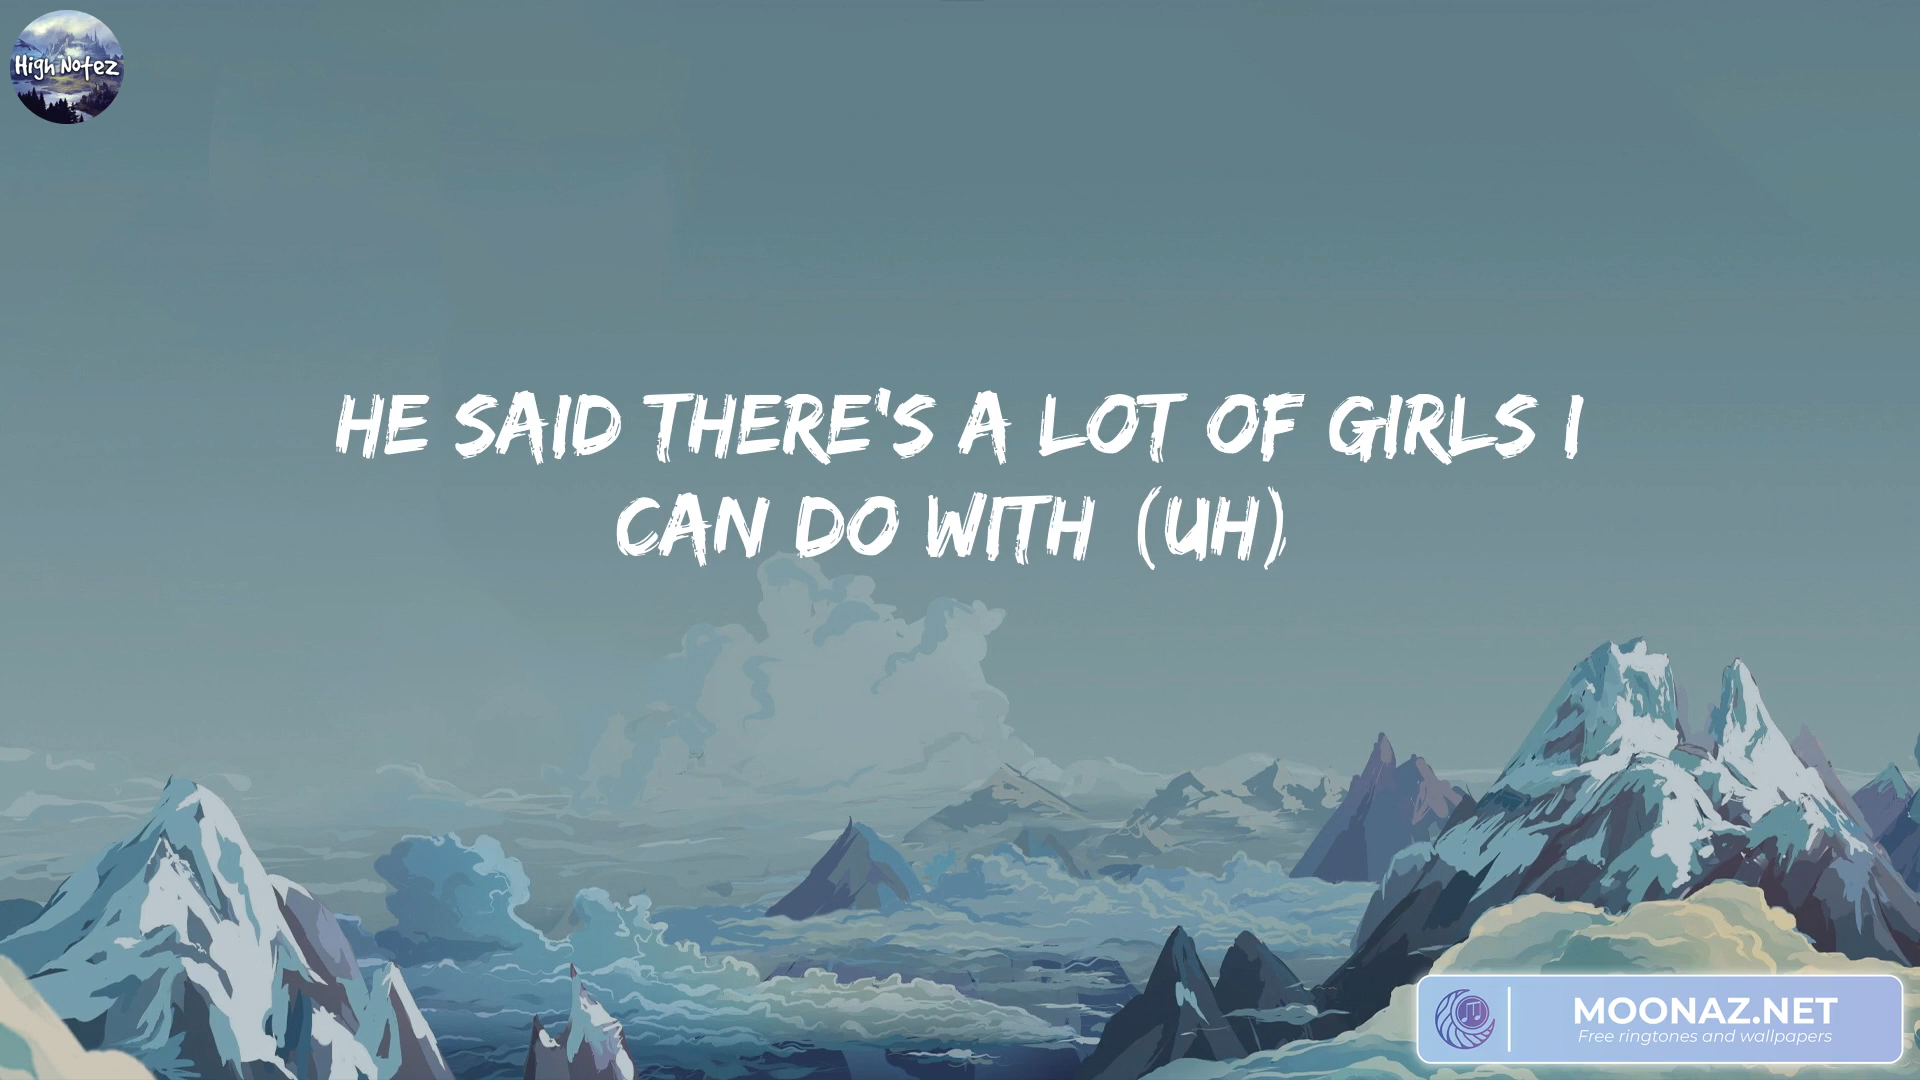 High Notez
HE SAID THERE'S A LOT OF GIRLS I
CAN DO WITH (UH)
MOONAZ.NET
Free ringtones and wallpapers